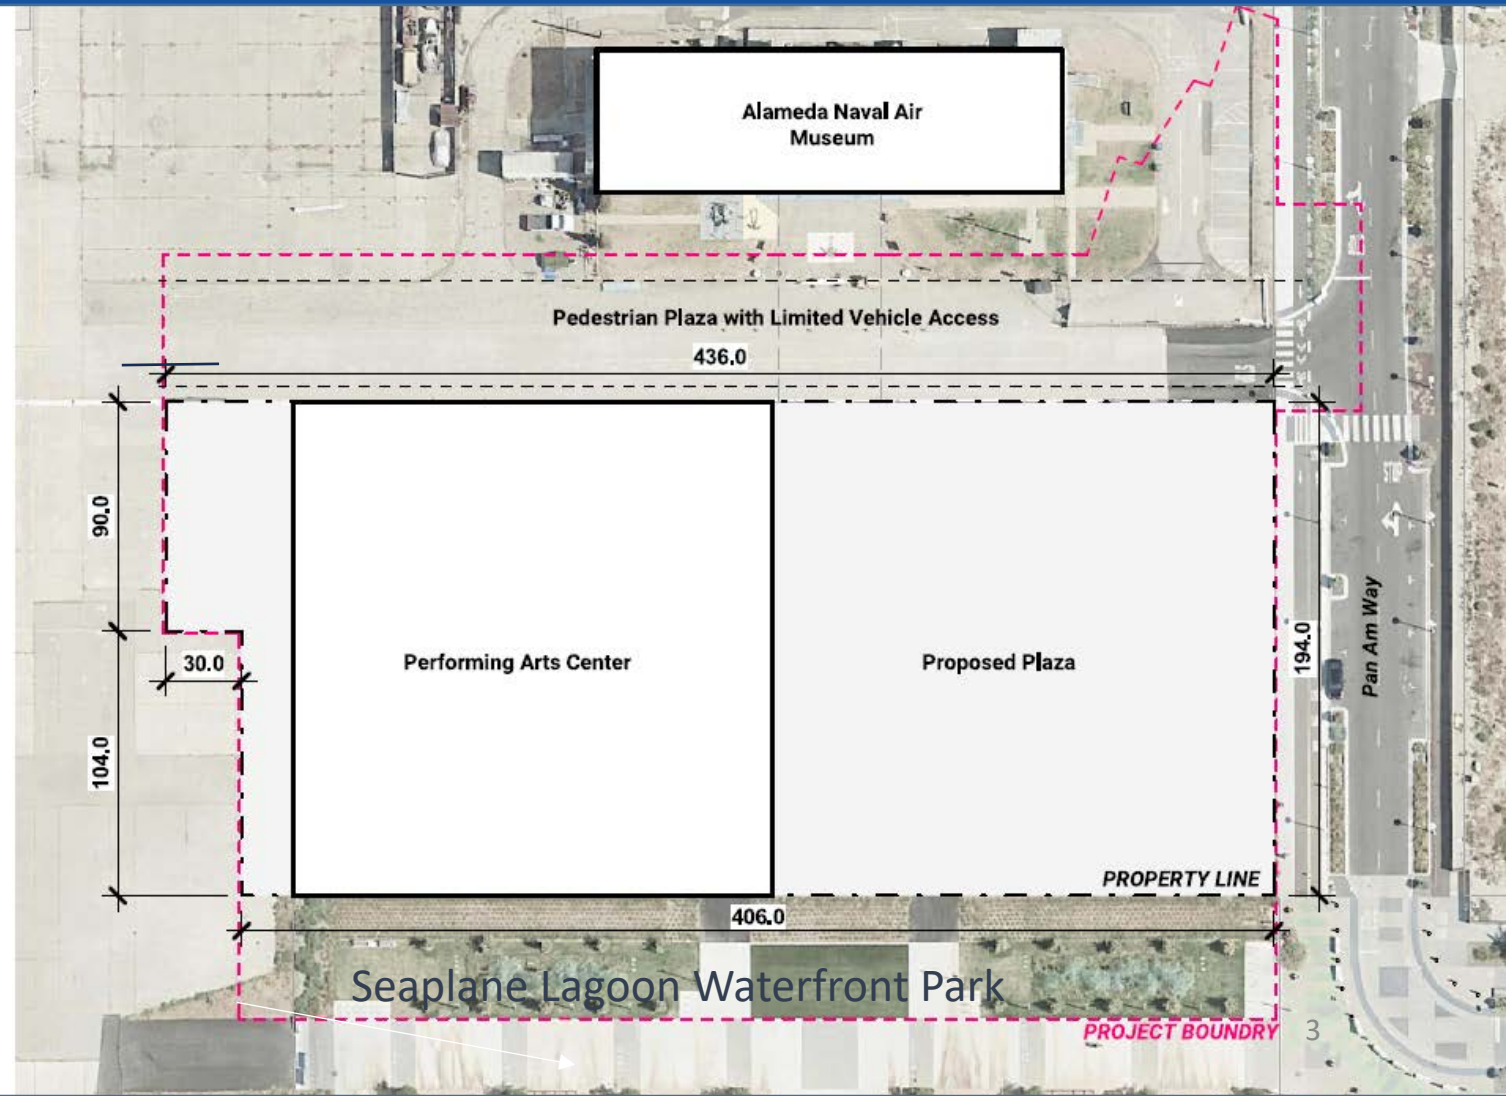 Alameda Naval Air
Museum
Pedestrian Plaza with Limited Vehicle Access
436.0
90.0
30.0
Performing Arts Center
Proposed Plaza
194.0
Pan Am Way
STOP
104.0
PROPERTY LINE
406.0
Seaplane Lagoon Waterfront Park
PROJECT BOUNDRY
3